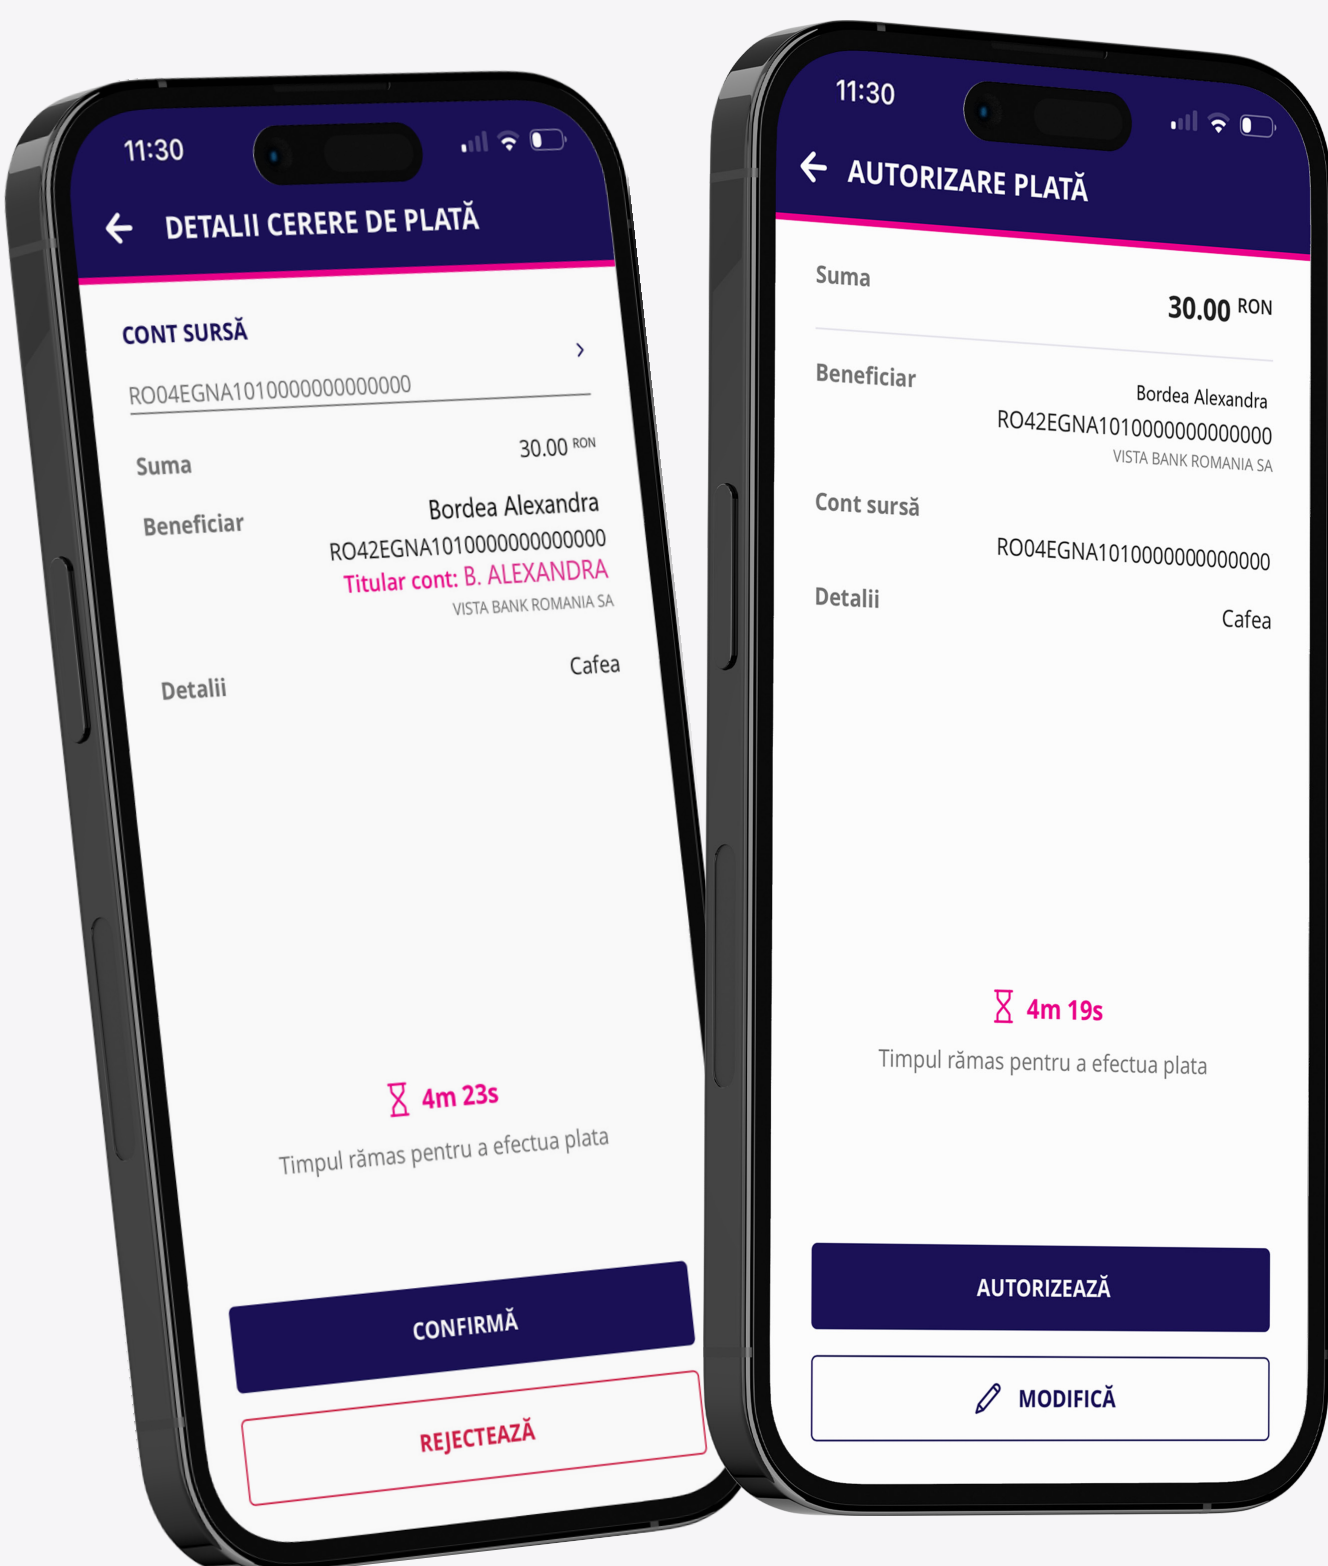 11:30
DETALII CERERE DE PLATĂ
CONT SURSĂ
RO04EGNA1010000000000000
Suma
30.00 RON
Beneficiar
Bordea Alexandra
RO42EGNA1010000000000000
Titular cont: B. ALEXANDRA
VISTA BANK ROMANIA SA
Detalii
Cafea
4m 23s
Timpul rămas pentru a efectua plata
CONFIRMĂ
REJECTEAZĂ
11:30
AUTORIZARE PLATĂ
Suma
30.00 RON
Beneficiar
Bordea Alexandra
RO42EGNA1010000000000000
VISTA BANK ROMANIA SA
Cont sursă
RO04EGNA1010000000000000
Detalii
Cafea
4m 19s
Timpul rămas pentru a efectua plata
AUTORIZEAZĂ
MODIFICĂ